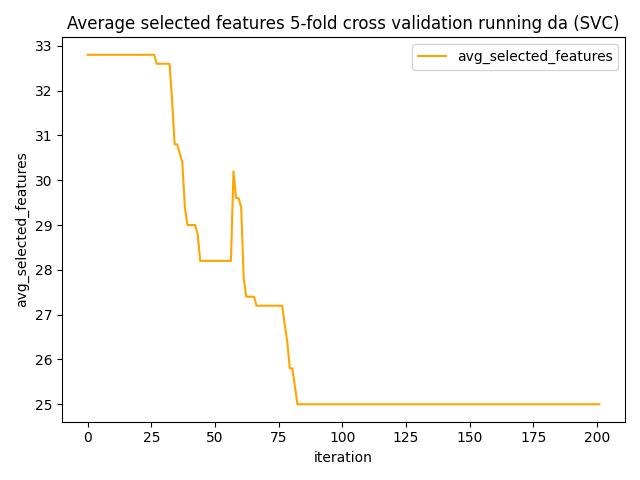 Average selected features 5-fold cross validation running da (SVC)
avg_selected_features
33
32
31
30
29
28
27
26
25
avg_selected_features
0 25 50 75 100 125 150 175 200
iteration